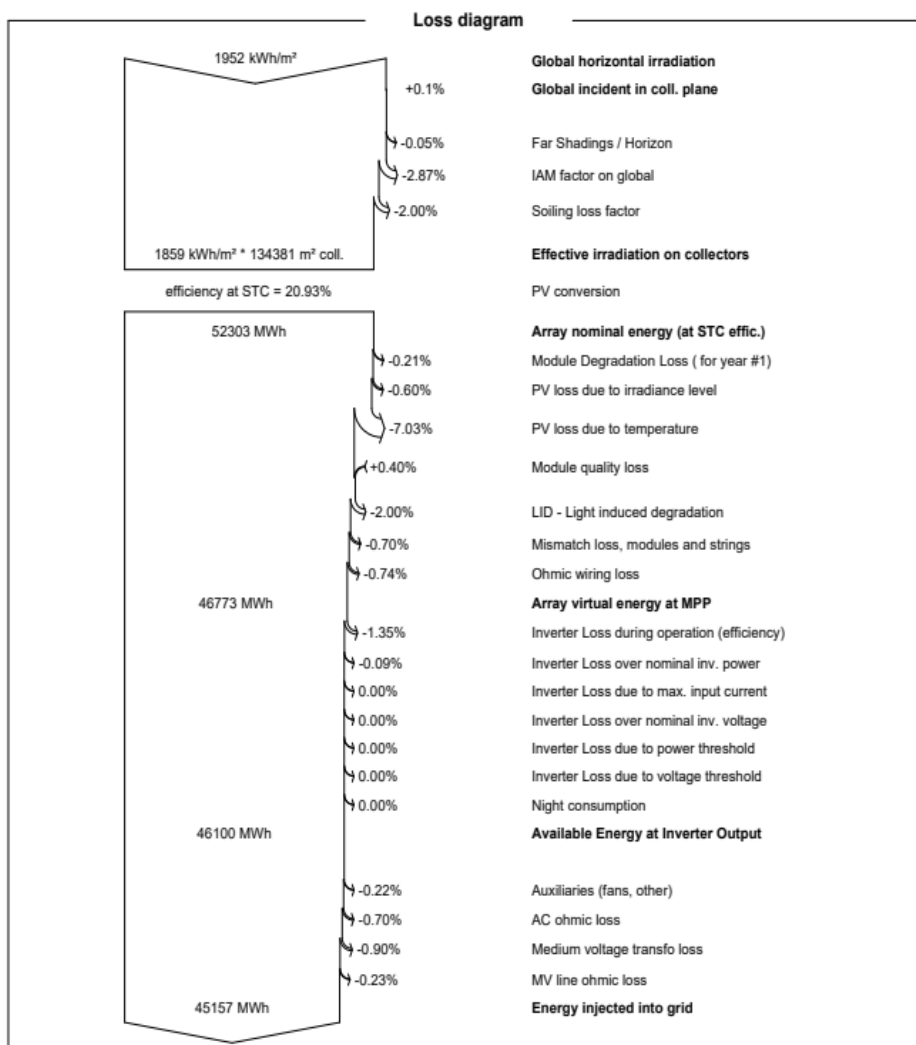 Loss diagram
1952 kWh/m² Global horizontal irradiation
+0.1% Global incident in coll. plane
-0.05% Far Shadings / Horizon
-2.87% IAM factor on global
-2.00% Soiling loss factor
1859 kWh/m² * 134381 m² coll. Effective irradiation on collectors
efficiency at STC = 20.93% PV conversion
52303 MWh Array nominal energy (at STC effic.)
-0.21% Module Degradation Loss ( for year #1)
-0.60% PV loss due to irradiance level
-7.03% PV loss due to temperature
+0.40% Module quality loss
-2.00% LID - Light induced degradation
-0.70% Mismatch loss, modules and strings
-0.74% Ohmic wiring loss
46773 MWh Array virtual energy at MPP
-1.35% Inverter Loss during operation (efficiency)
-0.09% Inverter Loss over nominal inv. power
0.00% Inverter Loss due to max. input current
0.00% Inverter Loss over nominal inv. voltage
0.00% Inverter Loss due to power threshold
0.00% Inverter Loss due to voltage threshold
0.00% Night consumption
46100 MWh Available Energy at Inverter Output
-0.22% Auxiliaries (fans, other)
-0.70% AC ohmic loss
-0.90% Medium voltage transfo loss
-0.23% MV line ohmic loss
45157 MWh Energy injected into grid